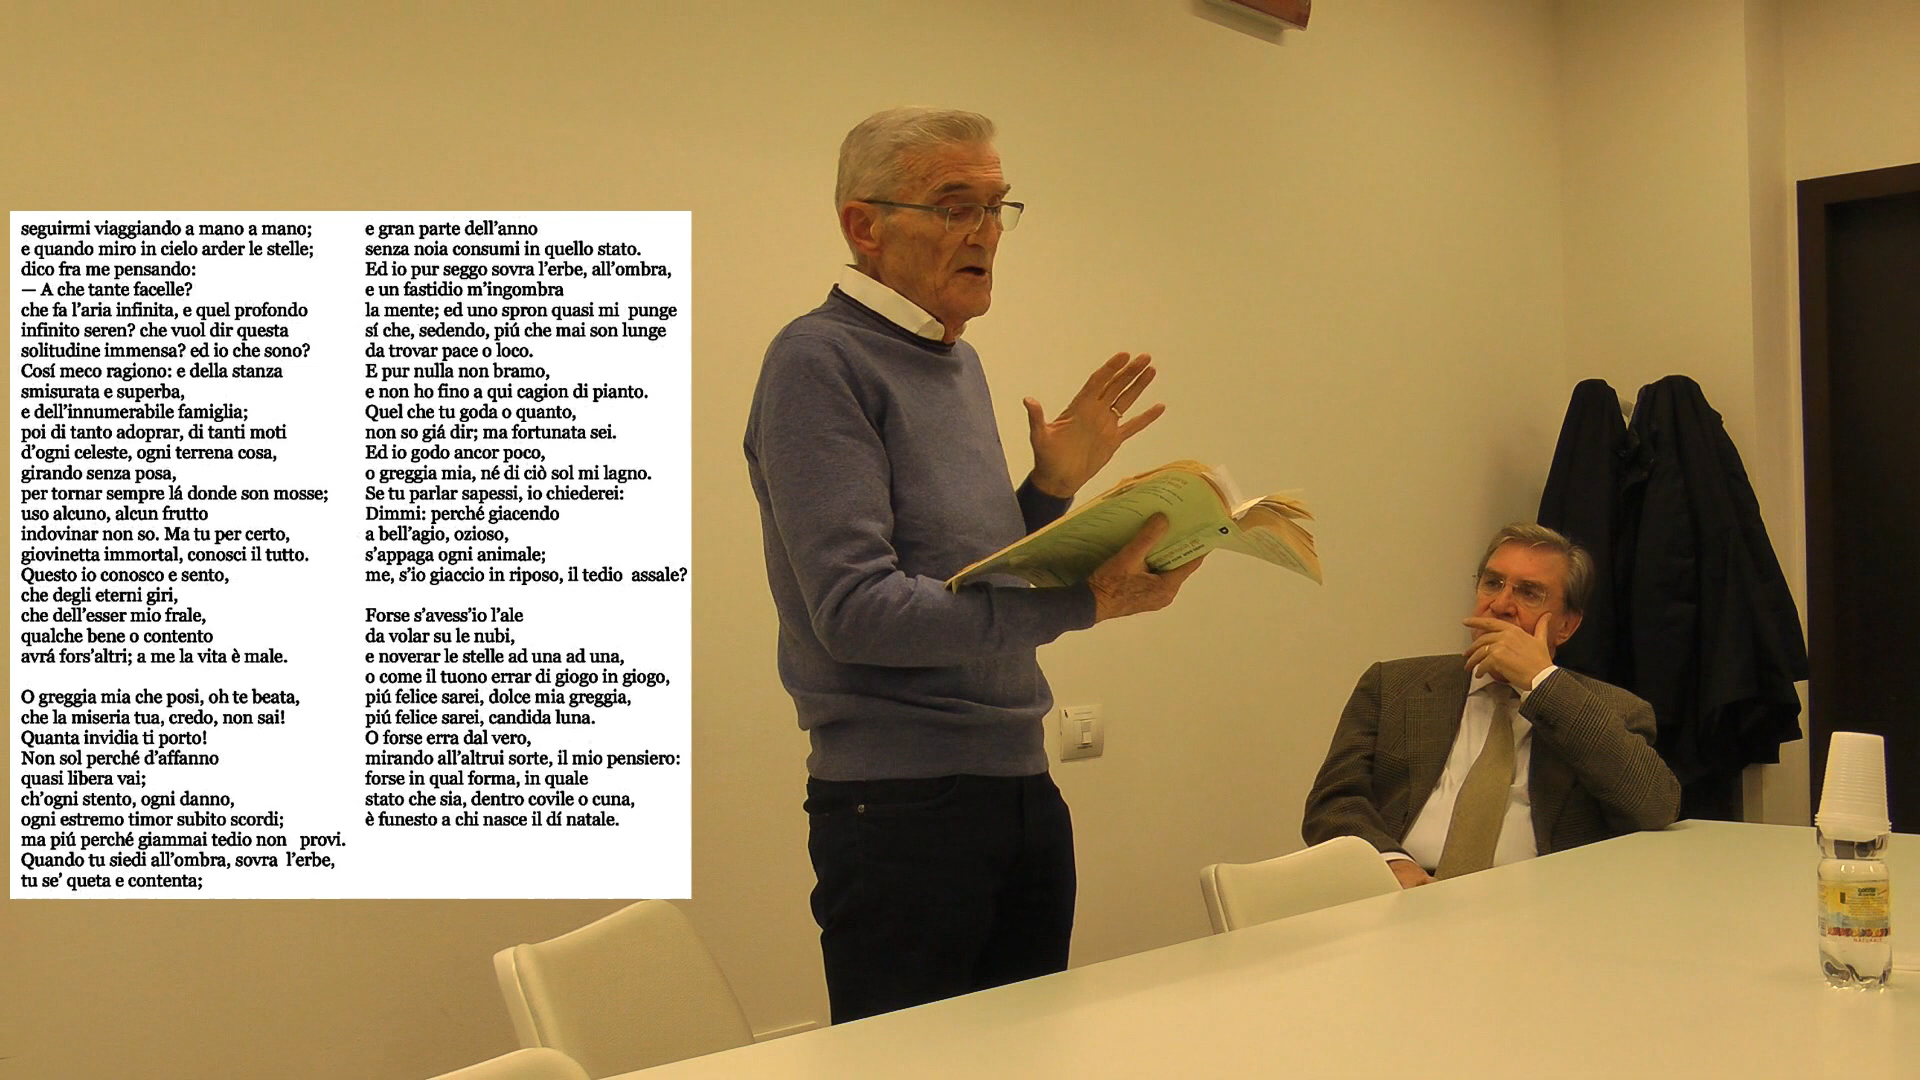 seguirmi viaggiando a mano a mano;
e quando miro in cielo arder le stelle;
dico fra me pensando:
— A che tante facelle?
che fa l'aria infinita, e quel profondo
infinito seren? che vuol dir questa
solitudine immensa? ed io che sono?
Cosí meco ragiono: e della stanza
smisurata e superba,
e dell'innumerabile famiglia;
poi di tanto adoprar, di tanti moti
d'ogni celeste, ogni terrena cosa,
girando senza posa,
per tornar sempre lá donde son mosse;
uso alcuno, alcun frutto
indovinar non so. Ma tu per certo,
giovinetta immortal, conosci il tutto.
Questo io conosco e sento,
che degli eterni giri,
che dell'esser mio frale,
qualche bene o contento
avrá fors'altri; a me la vita è male.
O greggia mia che posi, oh te beata,
che la miseria tua, credo, non sai!
Quanta invidia ti porto!
Non sol perché d'affanno
quasi libera vai;
ch'ogni stento, ogni danno,
ogni estremo timor subito scordi;
ma piú perché giammai tedio non provi.
Quando tu siedi all'ombra, sovra l'erbe,
tu se' queta e contenta;
e gran parte dell'anno
senza noia consumi in quello stato.
Ed io pur seggo sovra l'erbe, all'ombra,
e un fastidio m'ingombra
la mente; ed uno spron quasi mi punge
sí che, sedendo, piú che mai son lunge
da trovar pace o loco.
E pur nulla non bramo,
e non ho fino a qui cagion di pianto.
Quel che tu goda o quanto,
non so giá dir; ma fortunata sei.
Ed io godo ancor poco,
o greggia mia, né di ciò sol mi lagno.
Se tu parlar sapessi, io chiederei:
Dimmi: perché giacendo
a bell'agio, ozioso,
s'appaga ogni animale;
me, s'io giaccio in riposo, il tedio assale?
Forse s'avess'io l'ale
da volar su le nubi,
e noverar le stelle ad una ad una,
o come il tuono errar di giogo in giogo,
piú felice sarei, dolce mia greggia,
piú felice sarei, candida luna.
O forse erra dal vero,
mirando all'altrui sorte, il mio pensiero:
forse in qual forma, in quale
stato che sia, dentro covile o cuna,
è funesto a chi nasce il dí natale.